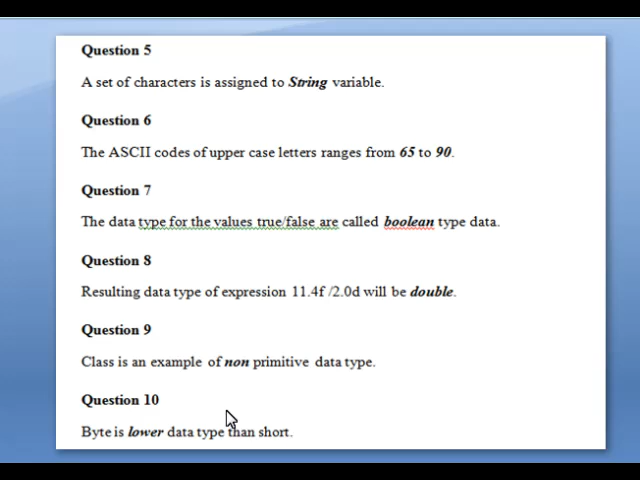 Question 5
A set of characters is assigned to String variable.
Question 6
The ASCII codes of upper case letters ranges from 65 to 90.
Question 7
The data type for the values true/false are called boolean type data.
Question 8
Resulting data type of expression 11.4f /2.0d will be double.
Question 9
Class is an example of non primitive data type.
Question 10
Byte is lower data type than short.